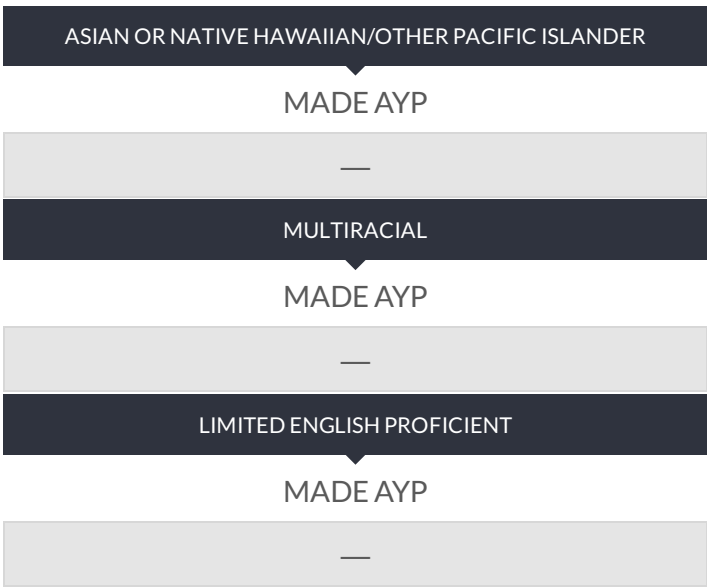 ASIAN OR NATIVE HAWAIIAN/OTHER PACIFIC ISLANDER
MADE AYP
—
MULTIRACIAL
MADE AYP
—
LIMITED ENGLISH PROFICIENT
MADE AYP
—